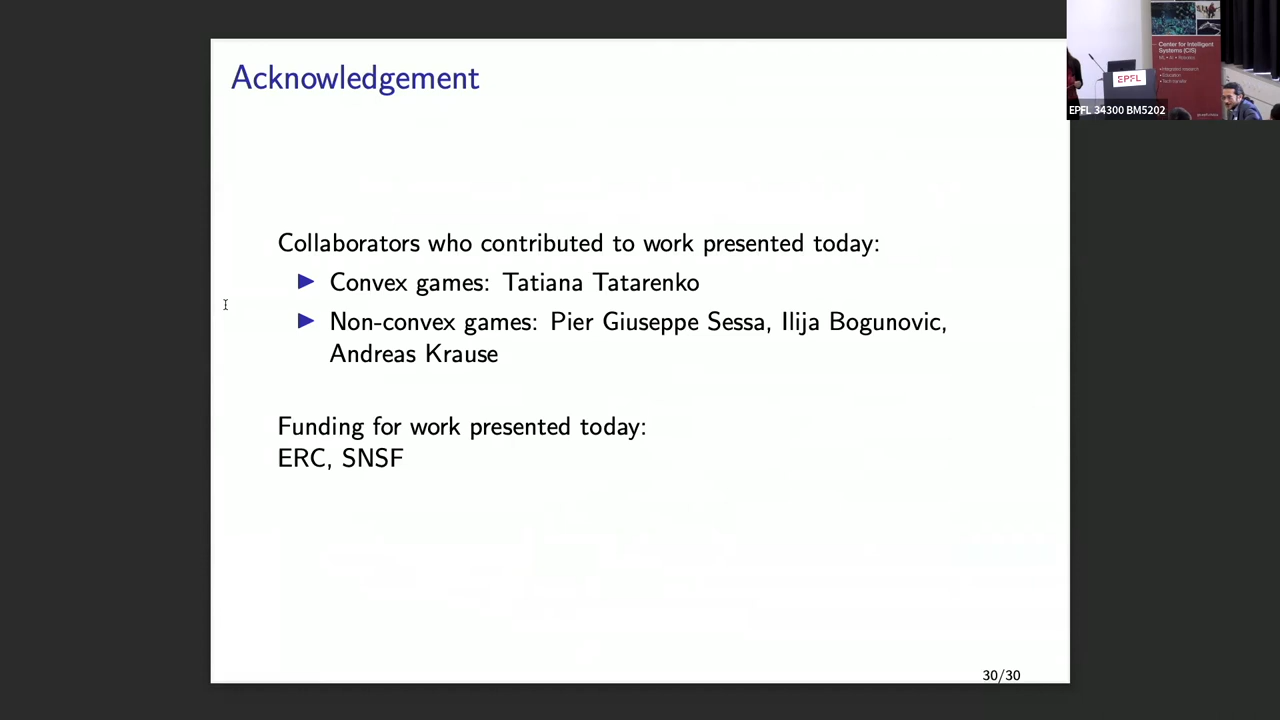 Acknowledgement
Collaborators who contributed to work presented today:
Convex games: Tatiana Tatarenko
Non-convex games: Pier Giuseppe Sessa, Ilija Bogunovic,
Andreas Krause
Funding for work presented today:
ERC, SNSF
30/30
Center for Intelligent
Systems (CIS)
EPFL
EPFL 34300 BM5202